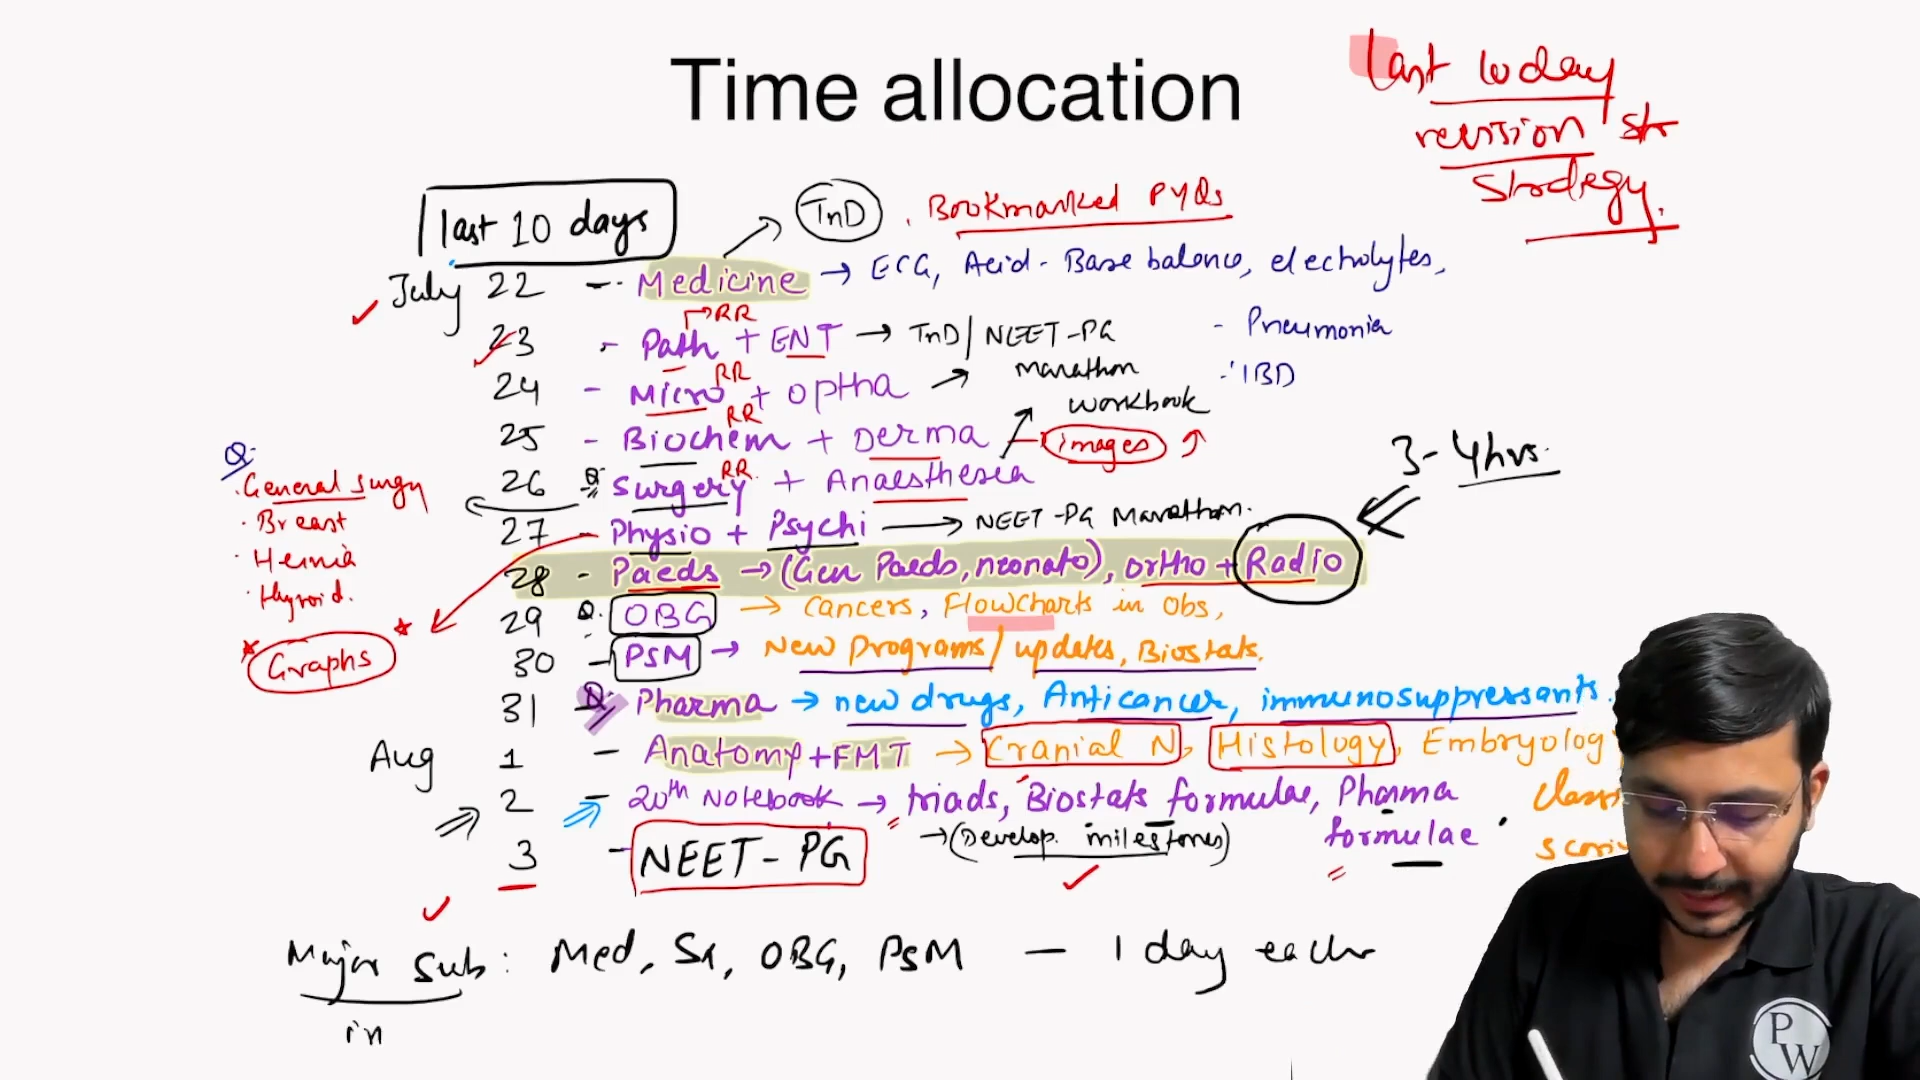 Time allocation
last 10 day
revision str
strategy.
last 10 days
TnD . Bookmarked PYQs
July 22 - Medicine → ECG, Acid-Base balance, electrolytes,
RR
23 - Path + ENT → TnD/NEET-PG - Pneumonia
marathon
RR
24 - Micro + optha - IBD
workbook
RR
25 - Biochem + Derma images
3-4hrs.
Q:
RR
26 Q Surgery + Anaesthesia
. General surgery
. Breast
. Hernia
. thyroid.
27 - Physio + Psychi → NEET-PG Marathon.
28 - Paeds → (Gen Paeds, neonato), ortho + Radio
29 Q. OBG → Cancers, Flowcharts in Obs,
* Graphs *
30 - PSM → New Programs/updates, Biostats.
31 - Q. Pharma → new drugs, Anticancer, immunosuppressants.
Aug 1 - Anatomy + FMT → Cranial N, Histology, Embryology
2 - 20th Notebook → triads, Biostats formulae, Pharma
formulae
→ (Develop. milestones)
3 - NEET-PG
Major Sub: Med, Sx, OBG, PSM — 1 day each
in
PW